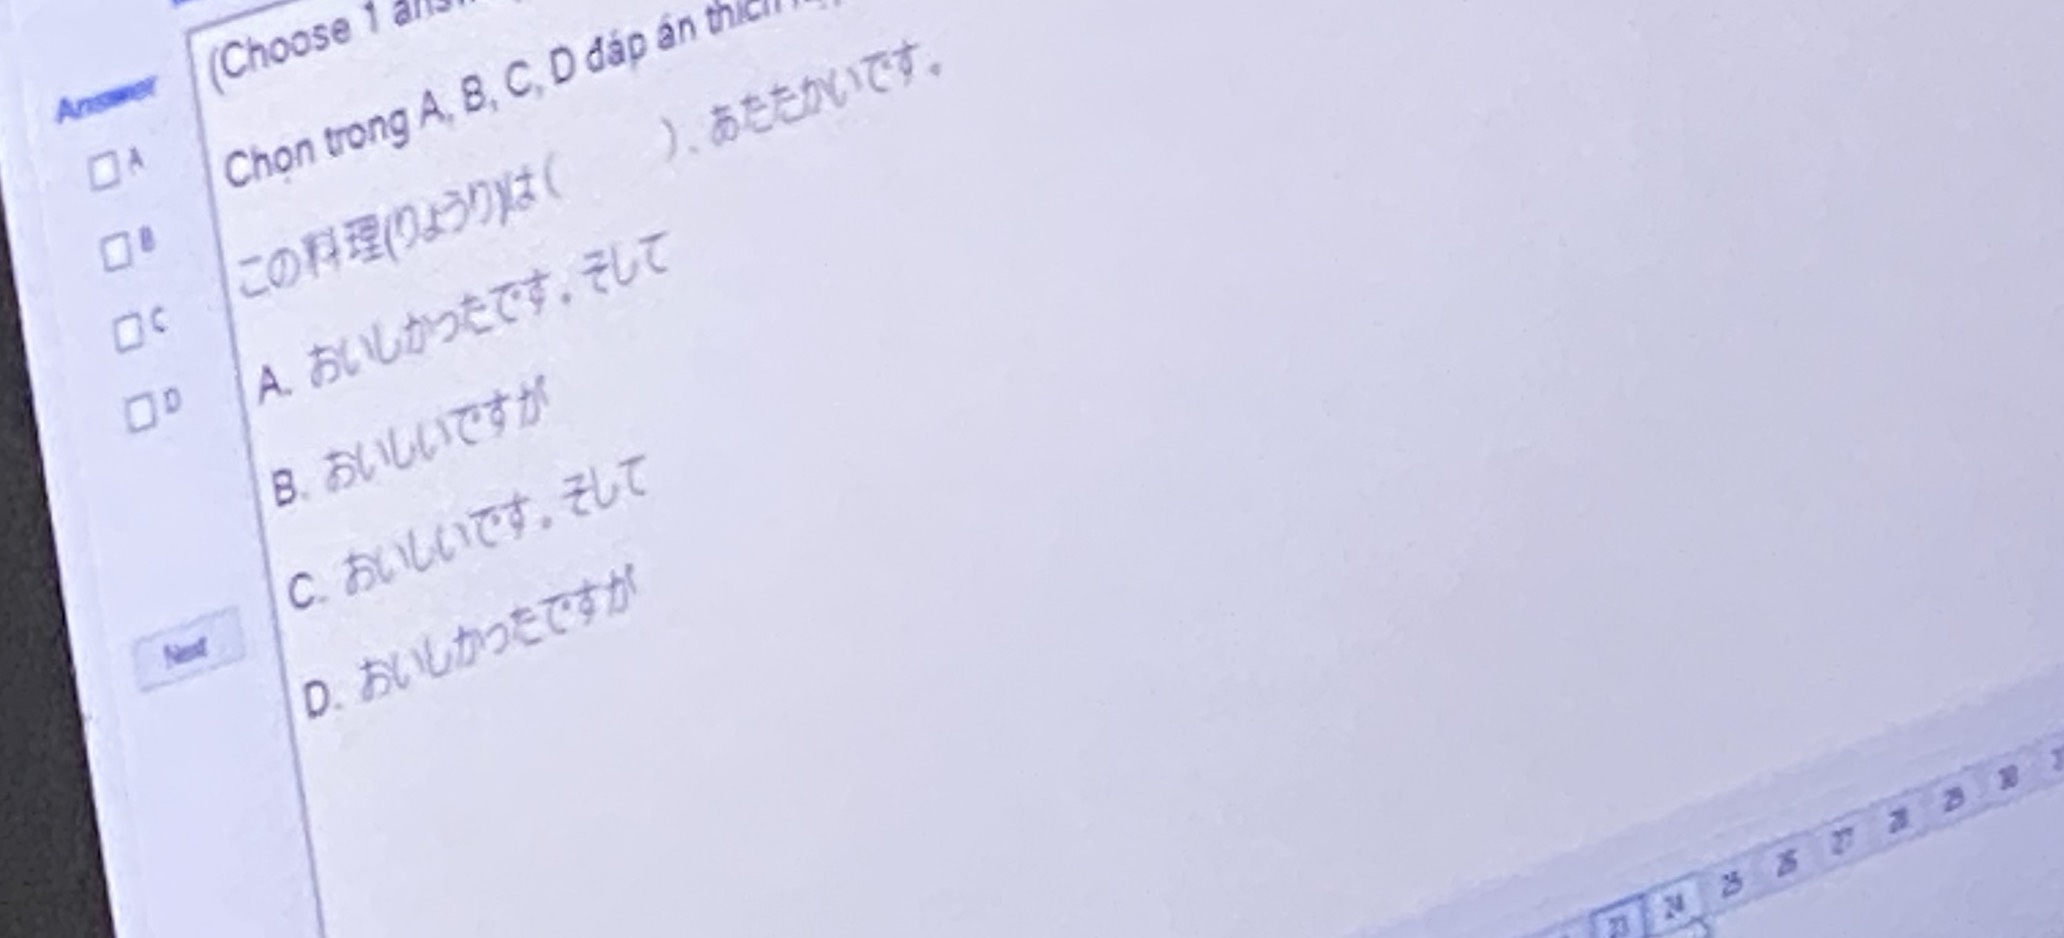 (Choose 1
Answer
Chọn trong A, B, C, D đáp án thích
A
この料理(りょうり)は(　　　)、あたたかいです。
B
A. おいしかったです。そして
C
B. おいしいですが
D
C. おいしいです。そして
D. おいしかったですが
Next
23 24 25 26 27 28 29 30